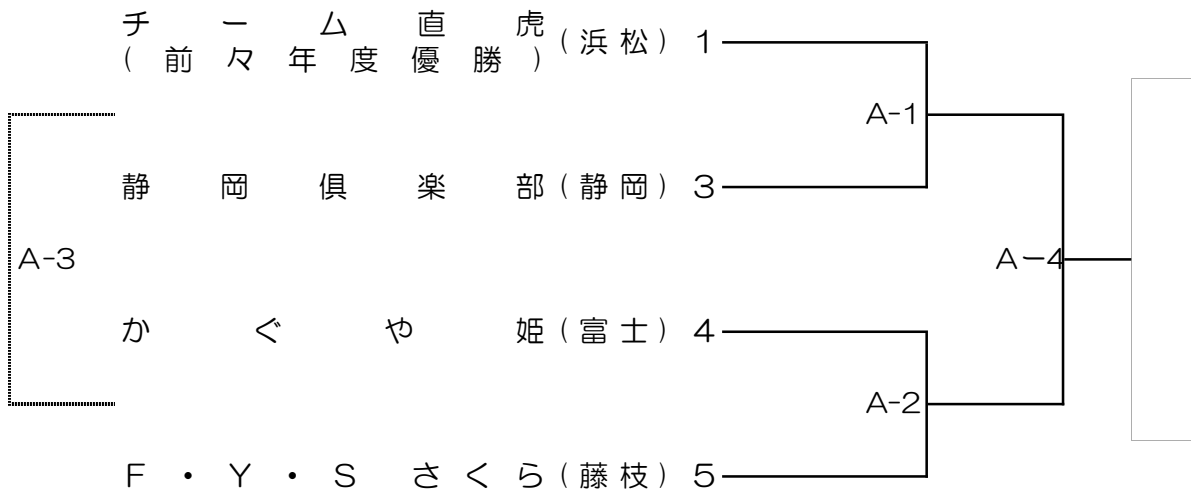 チーム直虎(浜松) 1
(前々年度優勝)
A-1
静岡倶楽部(静岡) 3
A-3
A－4
かぐや姫(富士) 4
A-2
F・Y・Sさくら(藤枝) 5